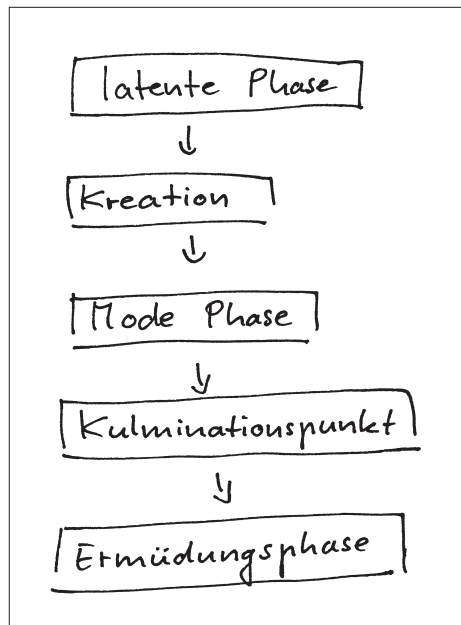 latente Phase
Kreation
Mode Phase
Kulminationspunkt
Ermüdungsphase